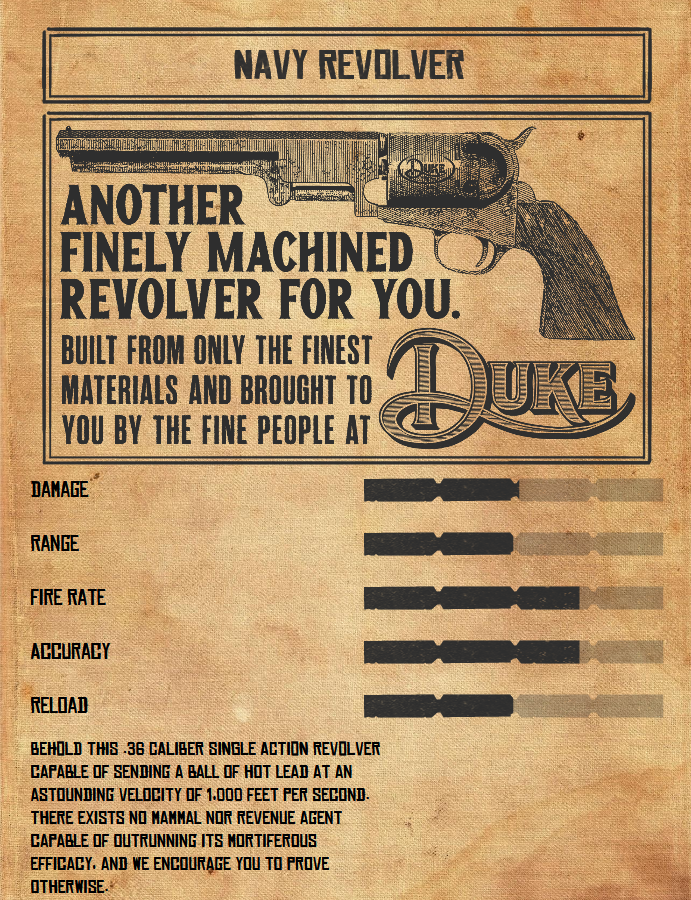 NAVY REVOLVER
DUKE
ANOTHER
FINELY MACHINED
REVOLVER FOR YOU.
BUILT FROM ONLY THE FINEST
MATERIALS AND BROUGHT TO
YOU BY THE FINE PEOPLE AT
DUKE
DAMAGE
RANGE
FIRE RATE
ACCURACY
RELOAD
BEHOLD THIS .36 CALIBER SINGLE ACTION REVOLVER
CAPABLE OF SENDING A BALL OF HOT LEAD AT AN
ASTOUNDING VELOCITY OF 1,000 FEET PER SECOND.
THERE EXISTS NO MAMMAL NOR REVENUE AGENT
CAPABLE OF OUTRUNNING ITS MORTIFEROUS
EFFICACY, AND WE ENCOURAGE YOU TO PROVE
OTHERWISE.